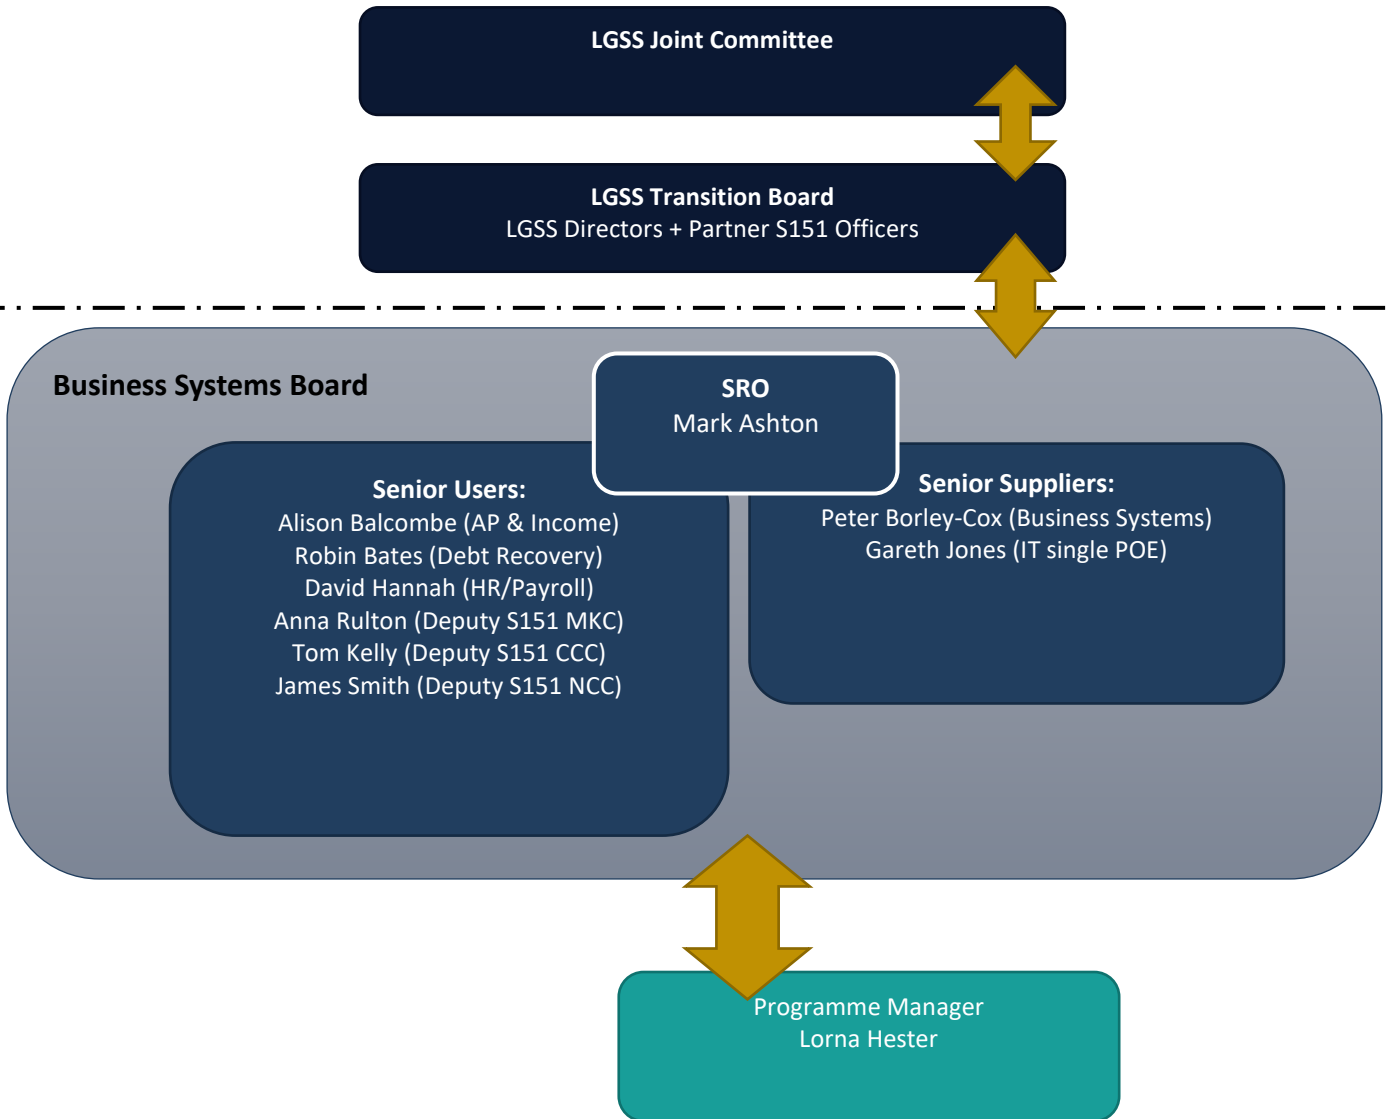 LGSS Joint Committee
LGSS Transition Board
LGSS Directors + Partner S151 Officers
Business Systems Board
SRO
Mark Ashton
Senior Users:
Alison Balcombe (AP & Income)
Robin Bates (Debt Recovery)
David Hannah (HR/Payroll)
Anna Rulton (Deputy S151 MKC)
Tom Kelly (Deputy S151 CCC)
James Smith (Deputy S151 NCC)
Senior Suppliers:
Peter Borley-Cox (Business Systems)
Gareth Jones (IT single POE)
Programme Manager
Lorna Hester